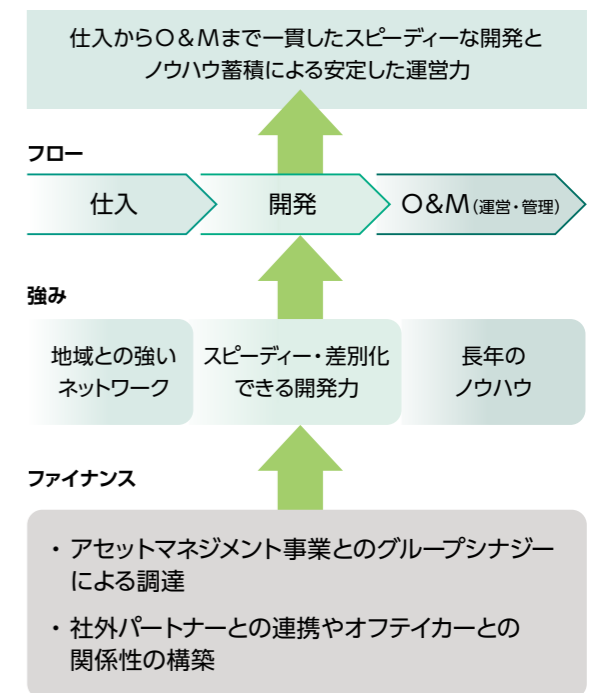 仕入からO&Mまで一貫したスピーディーな開発と
ノウハウ蓄積による安定した運営力
フロー
仕入
開発
O&M(運営・管理)
強み
地域との強い
ネットワーク
スピーディー・差別化
できる開発力
長年の
ノウハウ
ファイナンス
・アセットマネジメント事業とのグループシナジー
による調達
・社外パートナーとの連携やオフテイカーとの
関係性の構築